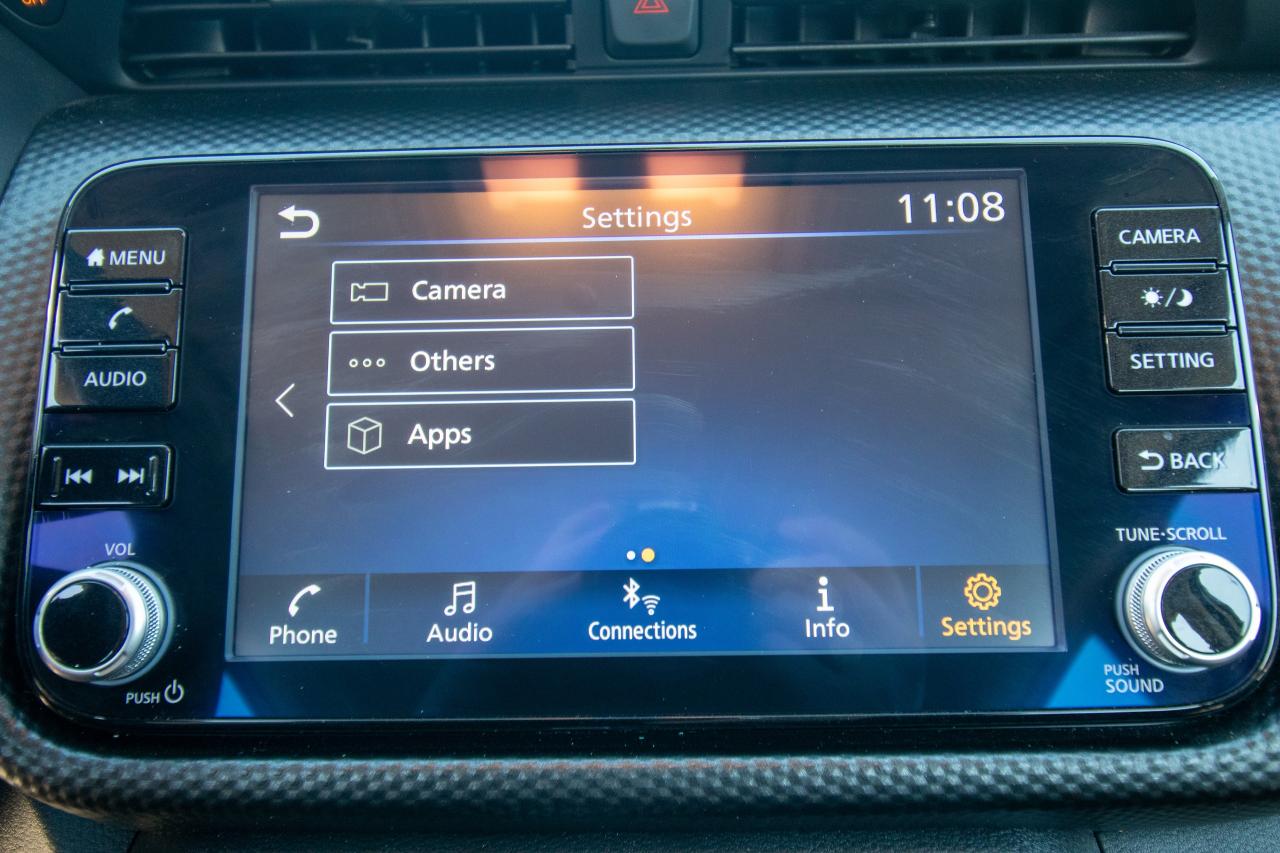 OFF
Settings
11:08
MENU
AUDIO
VOL
PUSH
Camera
Others
Apps
Phone
Audio
Connections
Info
Settings
CAMERA
SETTING
BACK
TUNE·SCROLL
PUSH
SOUND